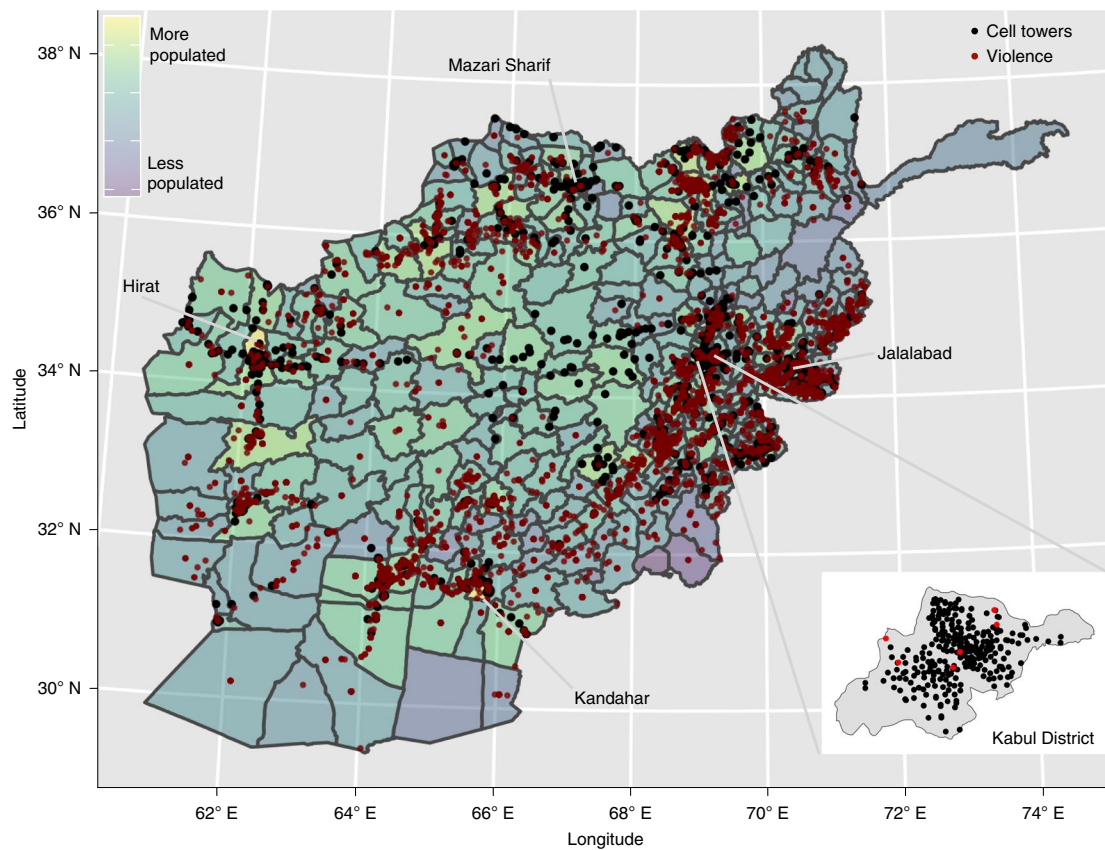 38° N
36° N
34° N
32° N
30° N
Latitude
More
populated
Less
populated
Cell towers
Violence
Mazari Sharif
Hirat
Jalalabad
Kandahar
Kabul District
62° E
64° E
66° E
68° E
70° E
72° E
74° E
Longitude